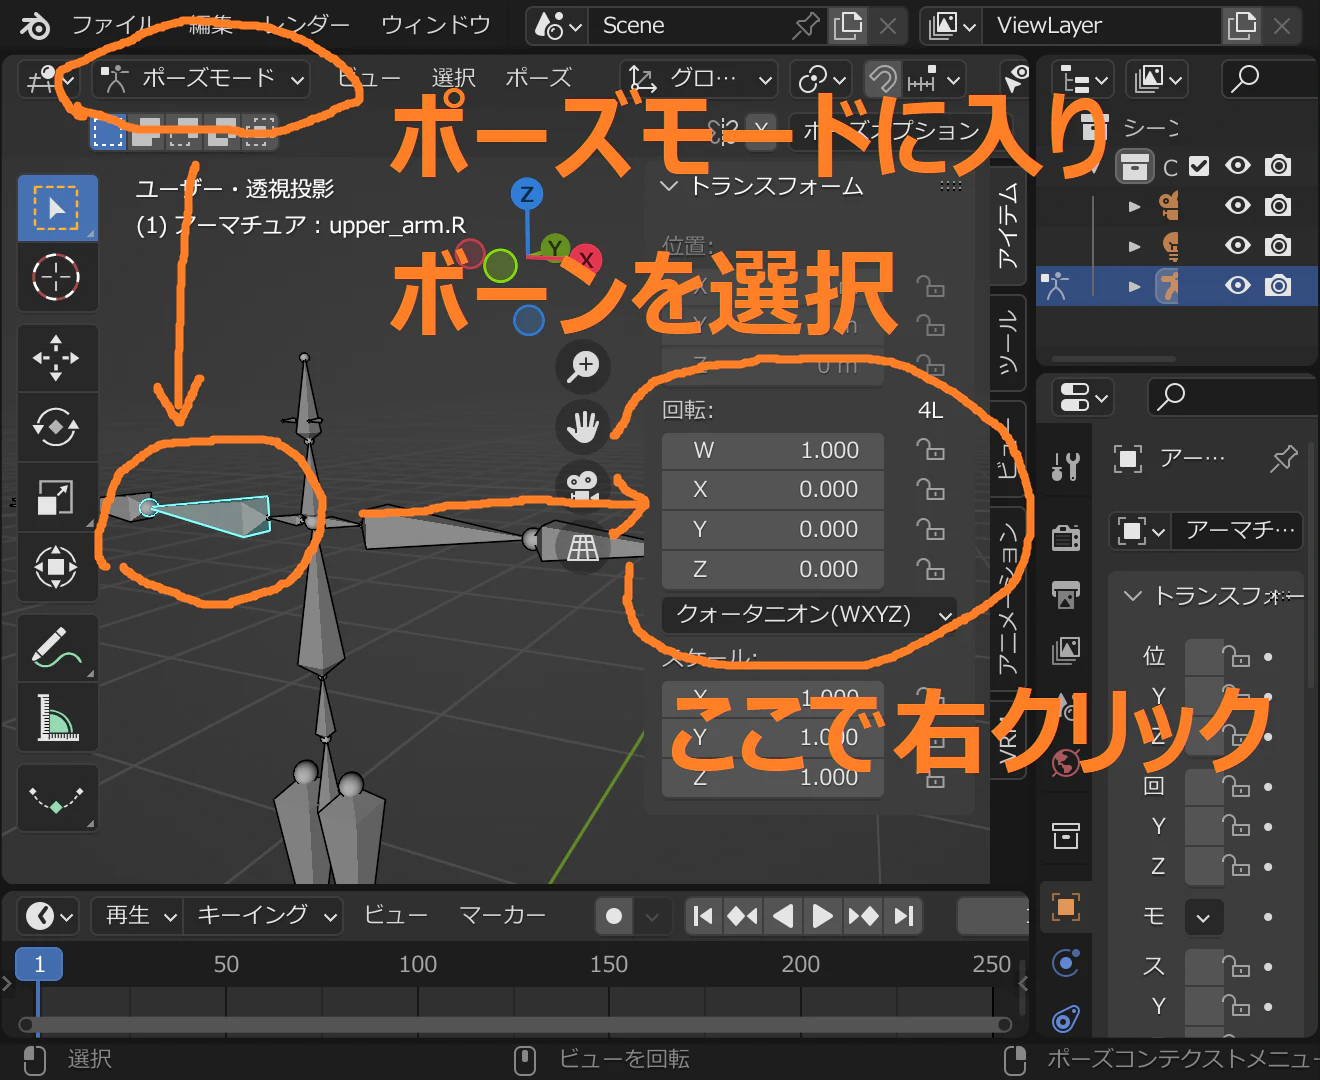 ファイル 編集 レンダー ウィンドウ Scene ViewLayer
ポーズモード ビュー 選択 ポーズ グロ…
ポーズモードに入り
ポーズオプション シーン
ユーザー・透視投影 トランスフォーム
(1) アーマチュア : upper_arm.R
C
Z
Y
X
位置:
X
ボーンを選択
Y m
Z 0 m
アイテム
ツール
ビュー
アニメーション
VRM
回転: 4L
W 1.000
X 0.000
Y 0.000
Z 0.000
クォータニオン(WXYZ)
スケール:
X 1.000
ここで右クリック
Y 1.000
Z 1.000
アー…
アーマチ…
トランスフォー
位
Y
Z
回
Y
Z
モ
ス
Y
再生 キーイング ビュー マーカー
1 50 100 150 200 250
選択 ビューを回転 ポーズコンテクストメニュー